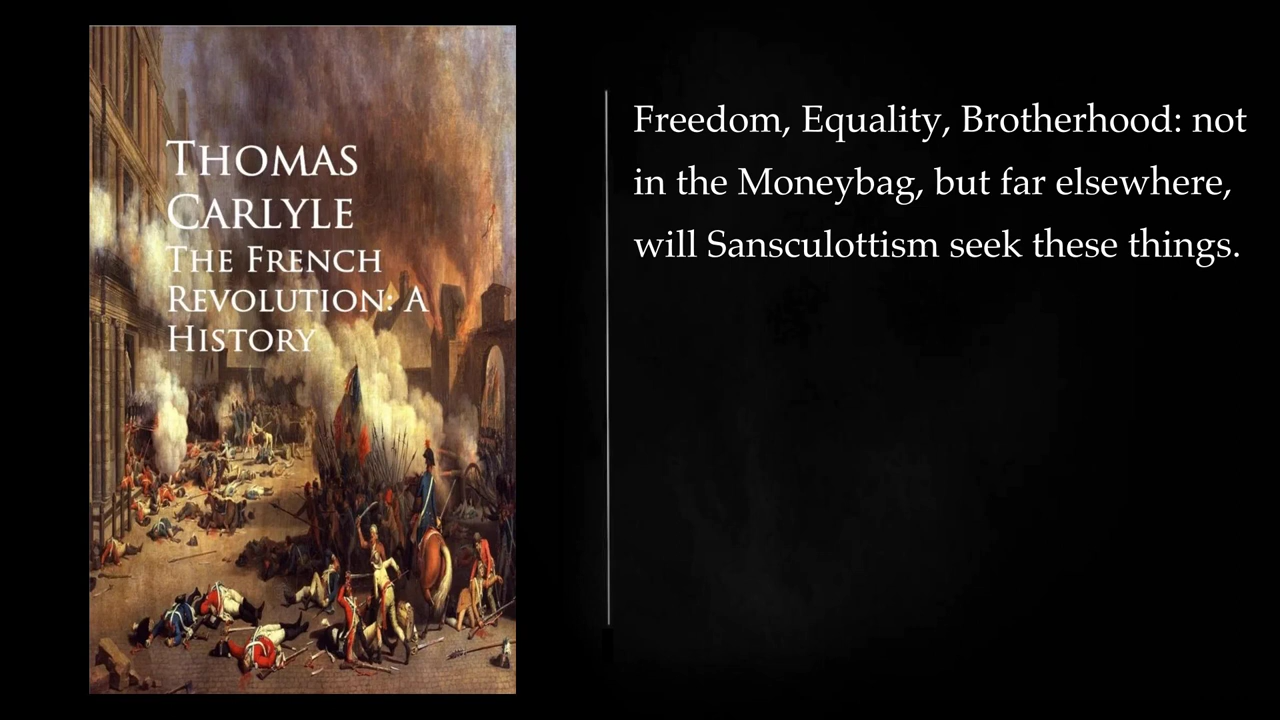 THOMAS
CARLYLE
THE FRENCH
REVOLUTION: A
HISTORY
Freedom, Equality, Brotherhood: not
in the Moneybag, but far elsewhere,
will Sansculottism seek these things.